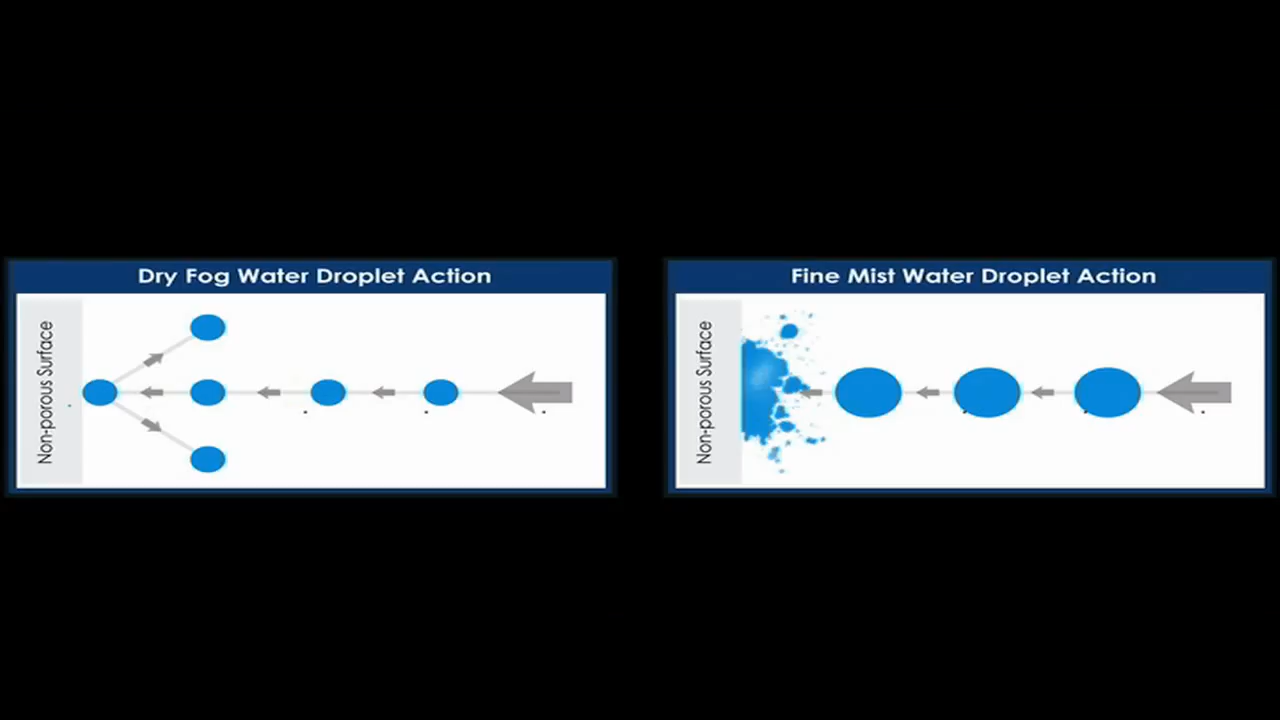 Dry Fog Water Droplet Action
Non-porous Surface
Fine Mist Water Droplet Action
Non-porous Surface